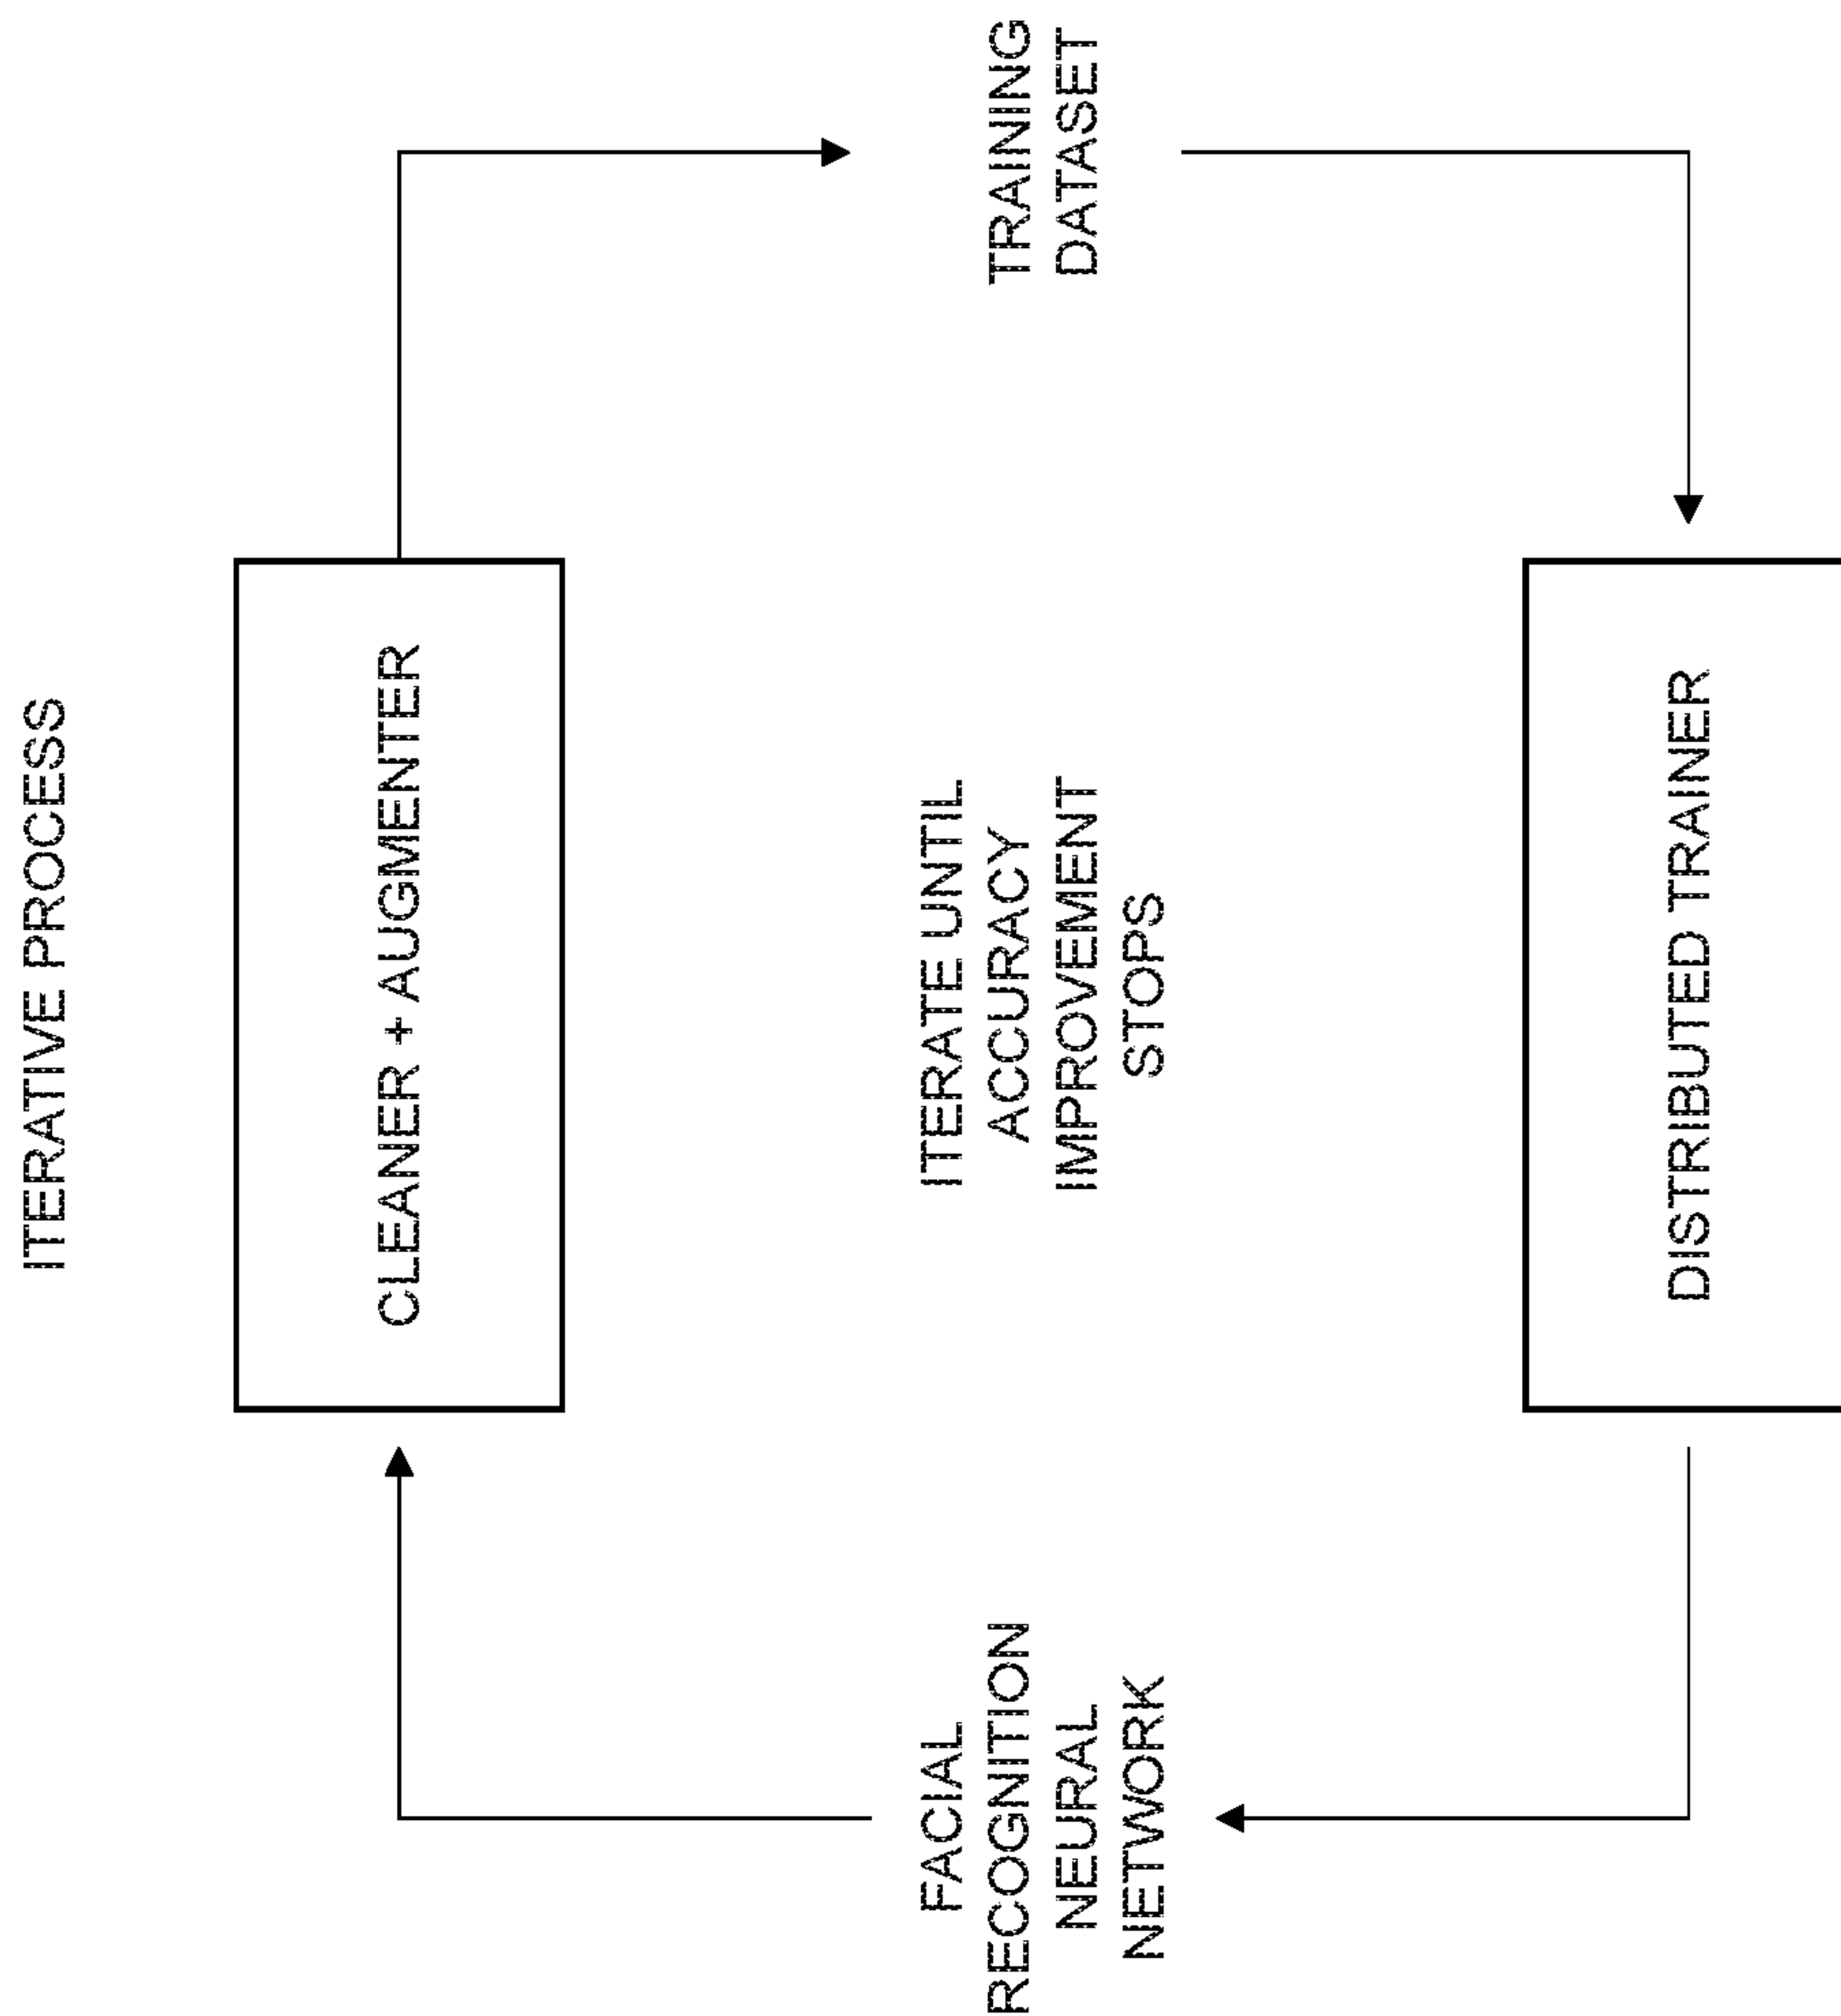 ITERATIVE PROCESS
CLEANER + AUGMENTER
FACIAL
RECOGNITION
NEURAL
NETWORK
ITERATE UNTIL
ACCURACY
IMPROVEMENT
STOPS
TRAINING
DATASET
DISTRIBUTED TRAINER